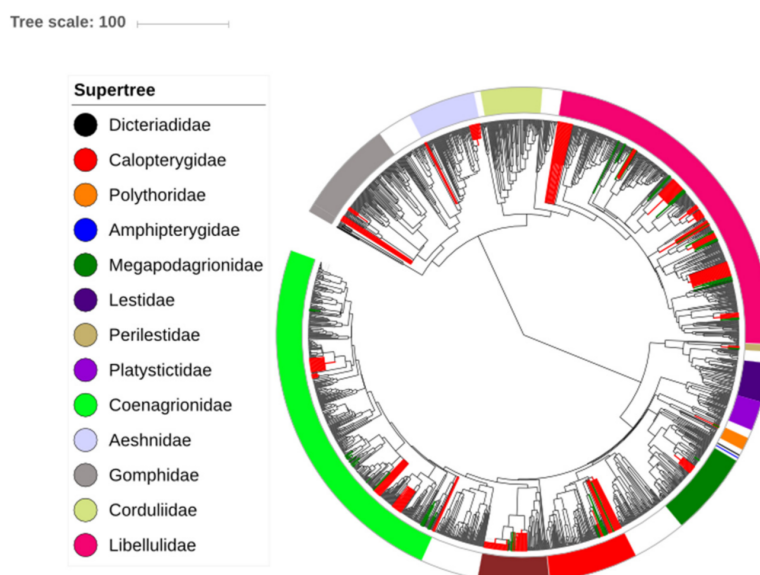 Tree scale: 100
Supertree
Dicteriadidae
Calopterygidae
Polythoridae
Amphipterygidae
Megapodagrionidae
Lestidae
Perilestidae
Platystictidae
Coenagrionidae
Aeshnidae
Gomphidae
Corduliidae
Libellulidae